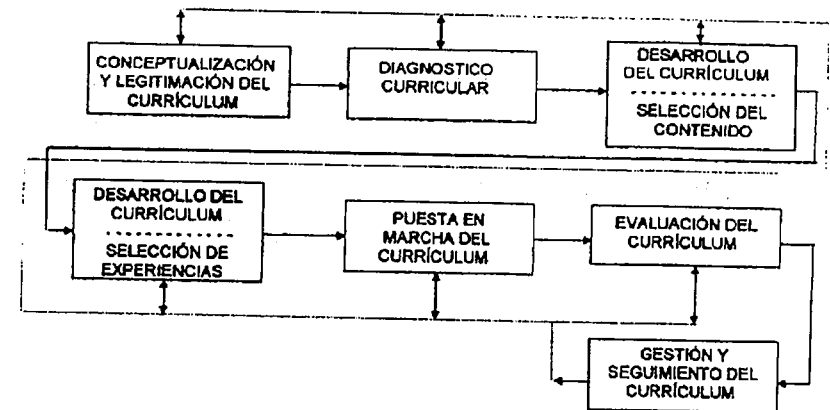 CONCEPTUALIZACIÓN
Y LEGITIMACIÓN DEL
CURRÍCULUM
DIAGNOSTICO
CURRICULAR
DESARROLLO
DEL CURRÍCULUM
SELECCIÓN DEL
CONTENIDO
DESARROLLO DEL
CURRÍCULUM
SELECCIÓN DE
EXPERIENCIAS
PUESTA EN
MARCHA DEL
CURRÍCULUM
EVALUACIÓN DEL
CURRÍCULUM
GESTIÓN Y
SEGUIMIENTO DEL
CURRÍCULUM